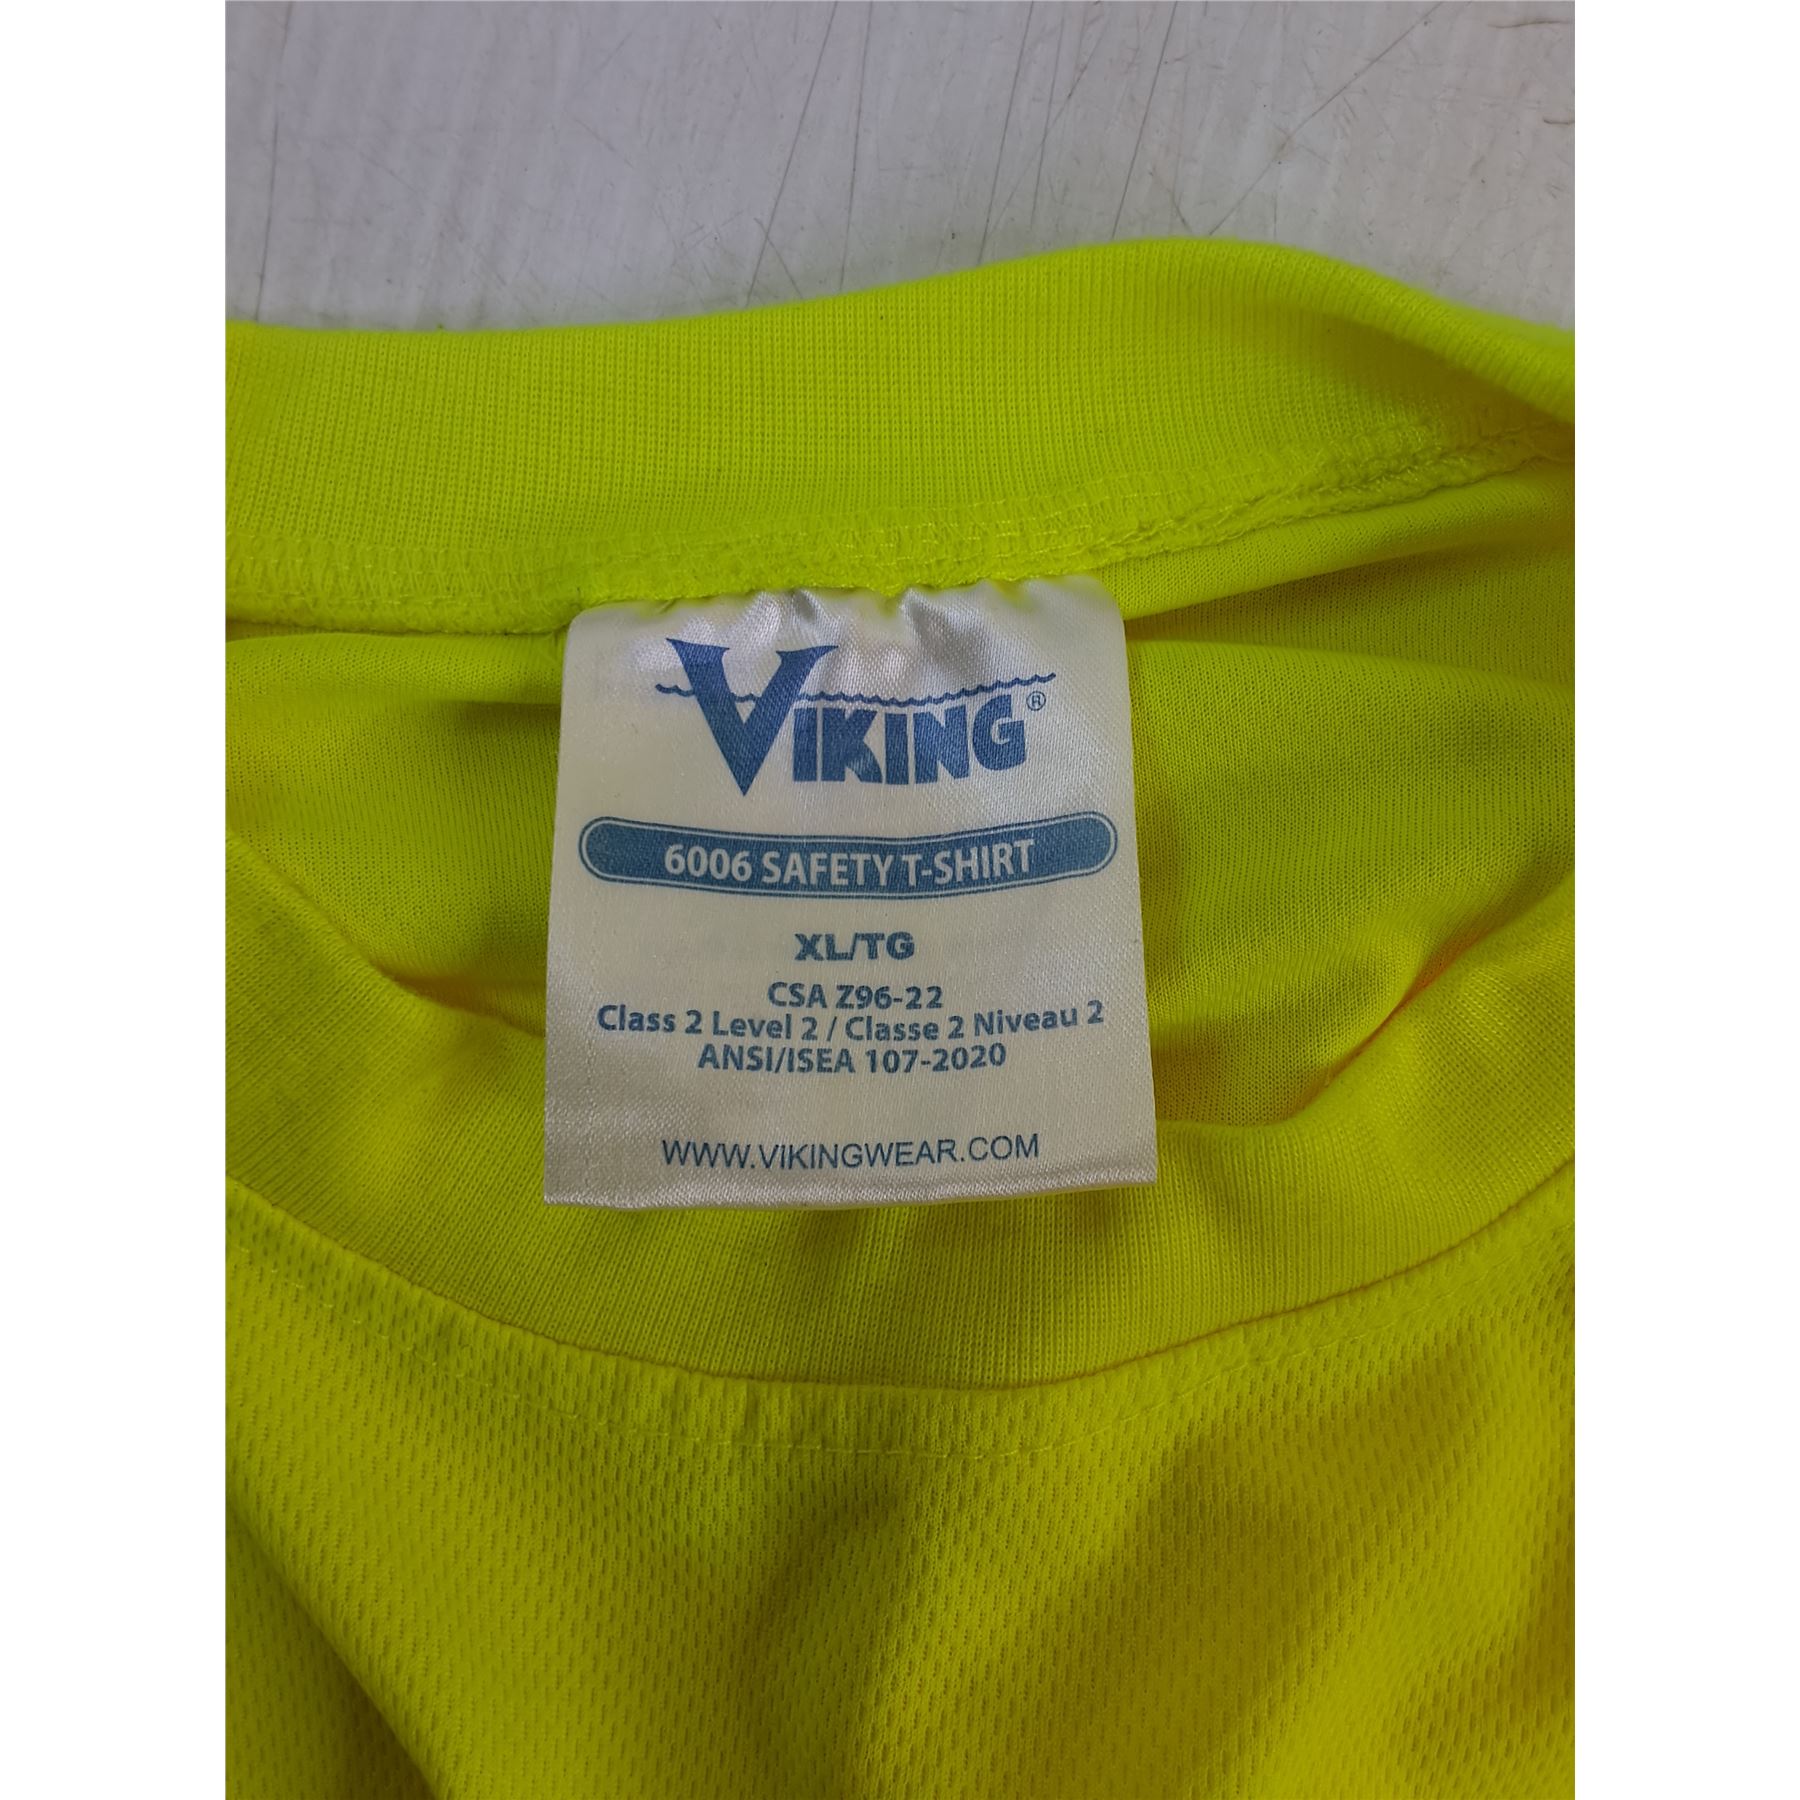 VIKING®
6006 SAFETY T-SHIRT
XL/TG
CSA Z96-22
Class 2 Level 2 / Classe 2 Niveau 2
ANSI/ISEA 107-2020
WWW.VIKINGWEAR.COM